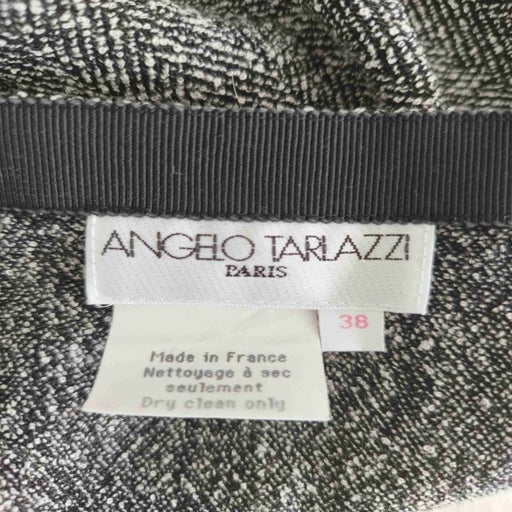 ANGELO TARLAZZI
PARIS
38
Made in France
Nettoyage à sec
seulement
Dry clean only